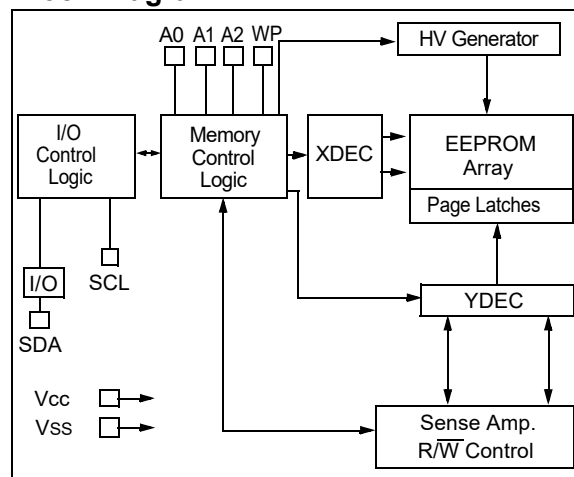 A0 A1 A2 WP
HV Generator
I/O
Control
Logic
Memory
Control
Logic
XDEC
EEPROM
Array
Page Latches
I/O
SCL
SDA
YDEC
Vcc
Vss
Sense Amp.
R/W̅ Control